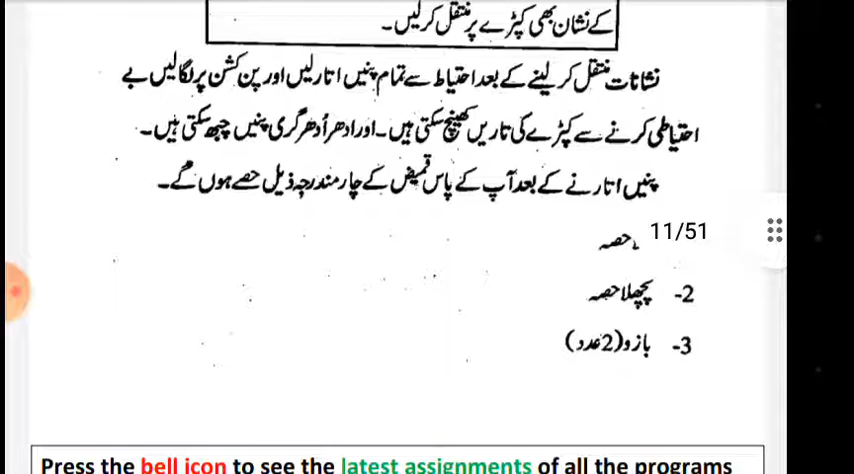 کے نشان بھی کپڑے پر منتقل کر لیں۔
نشانات منتقل کر لینے کے بعد احتیاط سے تمام پنیں اتار لیں اور پن کشن پر لگا لیں بے
احتیاطی کرنے سے کپڑے کی تاریں کھینچ سکتی ہیں۔ اور ادھر اُدھر گری پنیں چبھ سکتی ہیں۔
پنیں اتارنے کے بعد آپ کے پاس قمیض کے چار مندرجہ ذیل حصے ہوں گے۔
حصہ
11/51
2- پچھلا حصہ
3- بازو (2 عدد)
Press the bell icon to see the latest assignments of all the programs